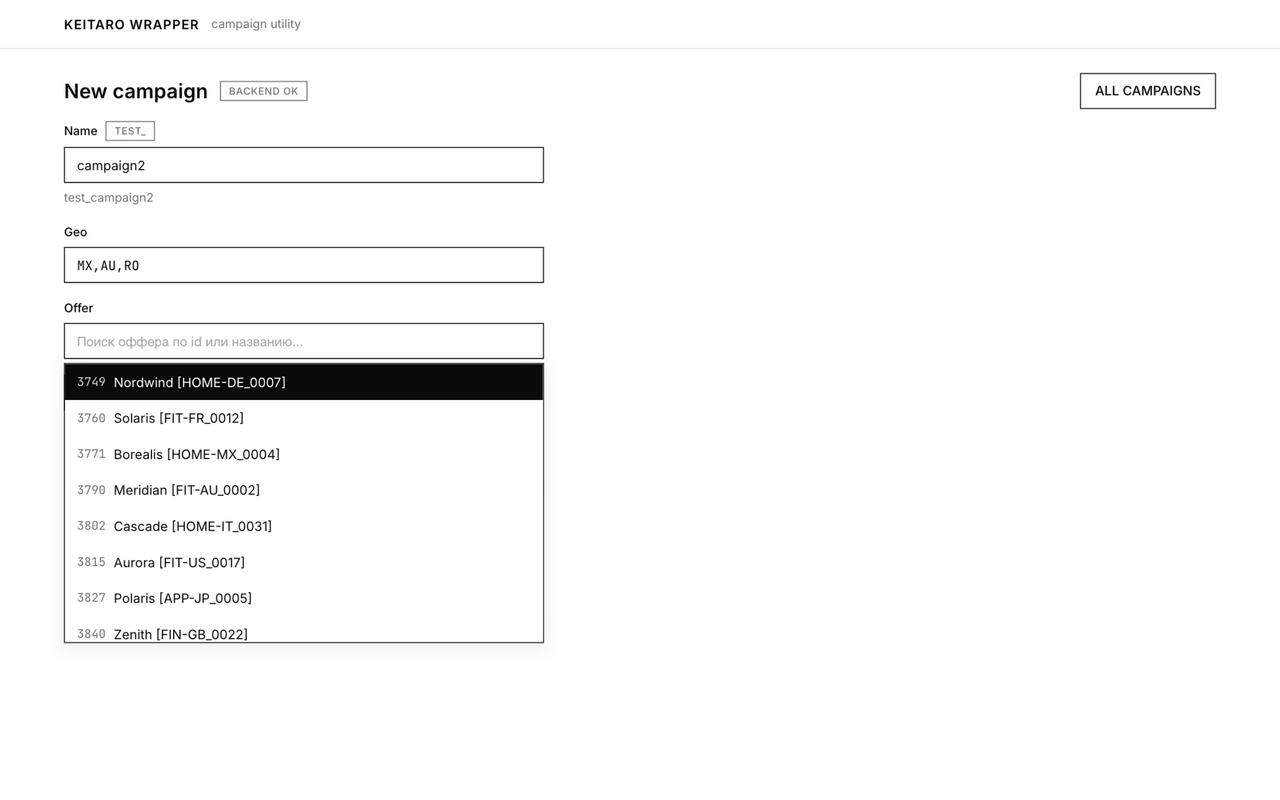 KEITARO WRAPPER campaign utility
New campaign BACKEND OK ALL CAMPAIGNS
Name TEST_
campaign2
test_campaign2
Geo
MX,AU,RO
Offer
Поиск оффера по id или названию...
3749 Nordwind [HOME-DE_0007]
3760 Solaris [FIT-FR_0012]
3771 Borealis [HOME-MX_0004]
3790 Meridian [FIT-AU_0002]
3802 Cascade [HOME-IT_0031]
3815 Aurora [FIT-US_0017]
3827 Polaris [APP-JP_0005]
3840 Zenith [FIN-GB_0022]